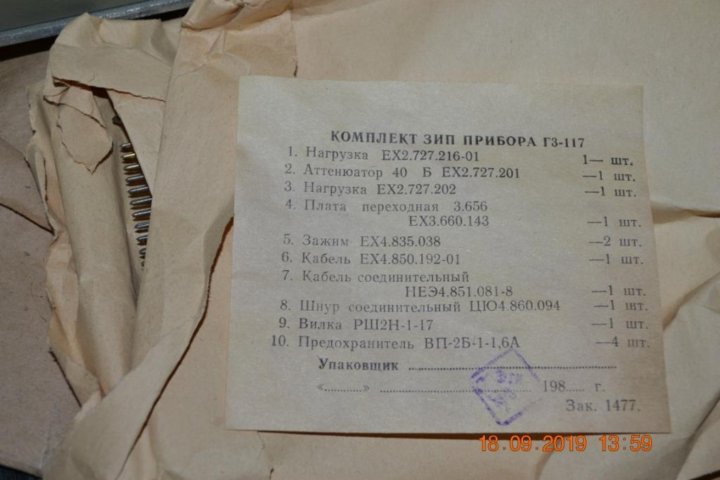 КОМПЛЕКТ ЗИП ПРИБОРА ГЗ-117
1. Нагрузка ЕХ2.727.216-01 1— шт.
2. Аттенюатор 40 Б ЕХ2.727.201 —1 шт.
3. Нагрузка ЕХ2.727.202 —1 шт.
4. Плата переходная 3.656
ЕХ3.660.143 —1 шт.
5. Зажим ЕХ4.835.038 —2 шт.
6. Кабель ЕХ4.850.192-01 —1 шт.
7. Кабель соединительный
НЕЭ4.851.081-8 —1 шт.
8. Шнур соединительный ЦЮ4.860.094 —1 шт.
9. Вилка РШ2Н-1-17 —1 шт.
10. Предохранитель ВП-2Б-1-1,6А —4 шт.
Упаковщик
«..........» 198.... г.
Зак. 1477.
18.09.2019 13:59